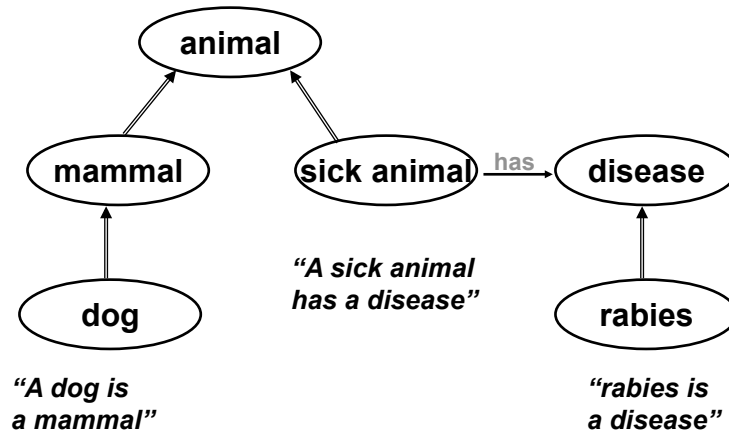 animal
mammal
sick animal
has
disease
“A sick animal
has a disease”
dog
rabies
“A dog is
a mammal”
“rabies is
a disease”